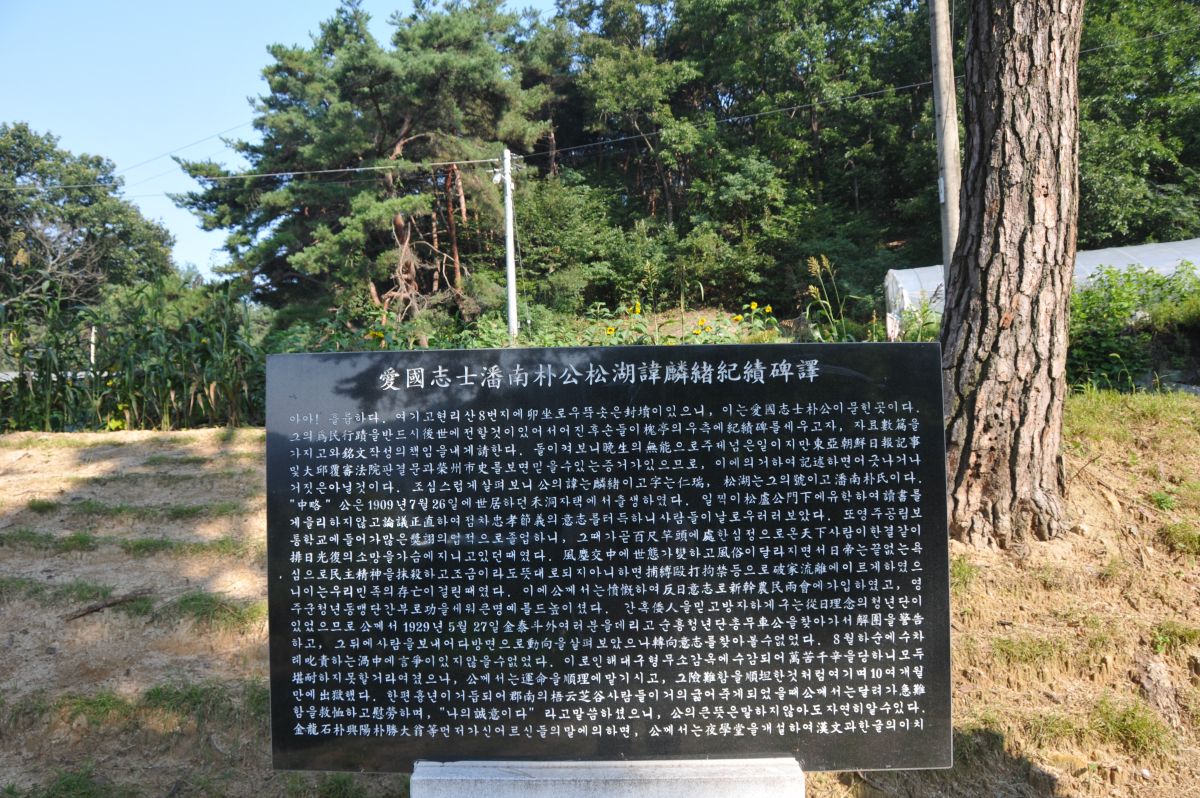 愛國志士潘南朴公松湖諱麟緖紀績碑譯
아아! 흘릅하다. 여기고현리산8번지에卯坐로우뚝솟은封墳이있으니, 이는愛國志士朴公이묻힌곳이다.
그의爲民行蹟을반드시後世에전할것이있어서어진후손들이槐亭의우측에紀績碑를세우고자, 자료數篇을
가지고와銘文작성의책임을내게請한다. 돌이켜보니晩生의無能으로주제넘은일이지만東亞朝鮮日報記事
및大邱覆審法院판결문과榮州市史를보면믿을수있는증거가있으므로, 이에의거하여記述하면어긋나거나
거짓은아닐것이다. 조심스럽게살펴보니公의諱는麟緖이고字는仁瑞, 松湖는그의號이고潘南朴氏이다.
"中略" 公은1909年7月26일에世居하던禾洞자택에서출생하였다. 일찍이松虛公門下에유학하여讀書를
게을리하지않고論議正直하여점차忠孝節義의意志를터득하니사람들이날로우러러보았다. 또영주공립보
통학교에들어가많은奬詡의업적으로졸업하니, 그때가곧百尺竿頭에處한심정으로온天下사람이한결같이
排日光復의소망을가슴에지니고있던때였다. 風塵交中에世態가變하고風俗이달라지면서日帝는끝없는욕
심으로民主精神을抹殺하고조금이라도뜻대로되지아니하면捕縛毆打拘禁등으로破家流離에이르게하였으
니이는우리민족의存亡이걸린때였다. 이에公께서는憤慨하여反日意志로新幹農民兩會에가입하였고, 영
주군청년동맹단간부로功을세워큰명예를드높이셨다. 간혹倭人을믿고방자하게구는從日理念의청년단이
있었으므로公께서1929年5月27일金泰斗外여러분을데리고순흥청년단총무車公을찾아가서解團을警告
하고, 그뒤에사람을보내어다방면으로動向을살펴보았으나轉向意志를찾아볼수없었다. 8월하순에수차
례叱責하는渦中에言爭이있지않을수없었다. 이로인해대구형무소감옥에수감되어萬苦千辛을당하니모두
堪耐하지못할거라여겼으나, 公께서는運命을順理에맡기시고, 그險難함을順坦한것처럼여기며10여개월
만에出獄했다. 한편흉년이거듭되어郡南의梧云芝谷사람들이거의굶어죽게되었을때公께서는달려가急難
함을救恤하고慰勞하며, "나의誠意이다" 라고말씀하셨으니, 公의큰뜻은말하지않아도자연히알수있다.
金龍石朴興陽朴勝大翁等먼저가신어르신들의말에의하면, 公께서는夜學堂을개설하여漢文과한글의이치